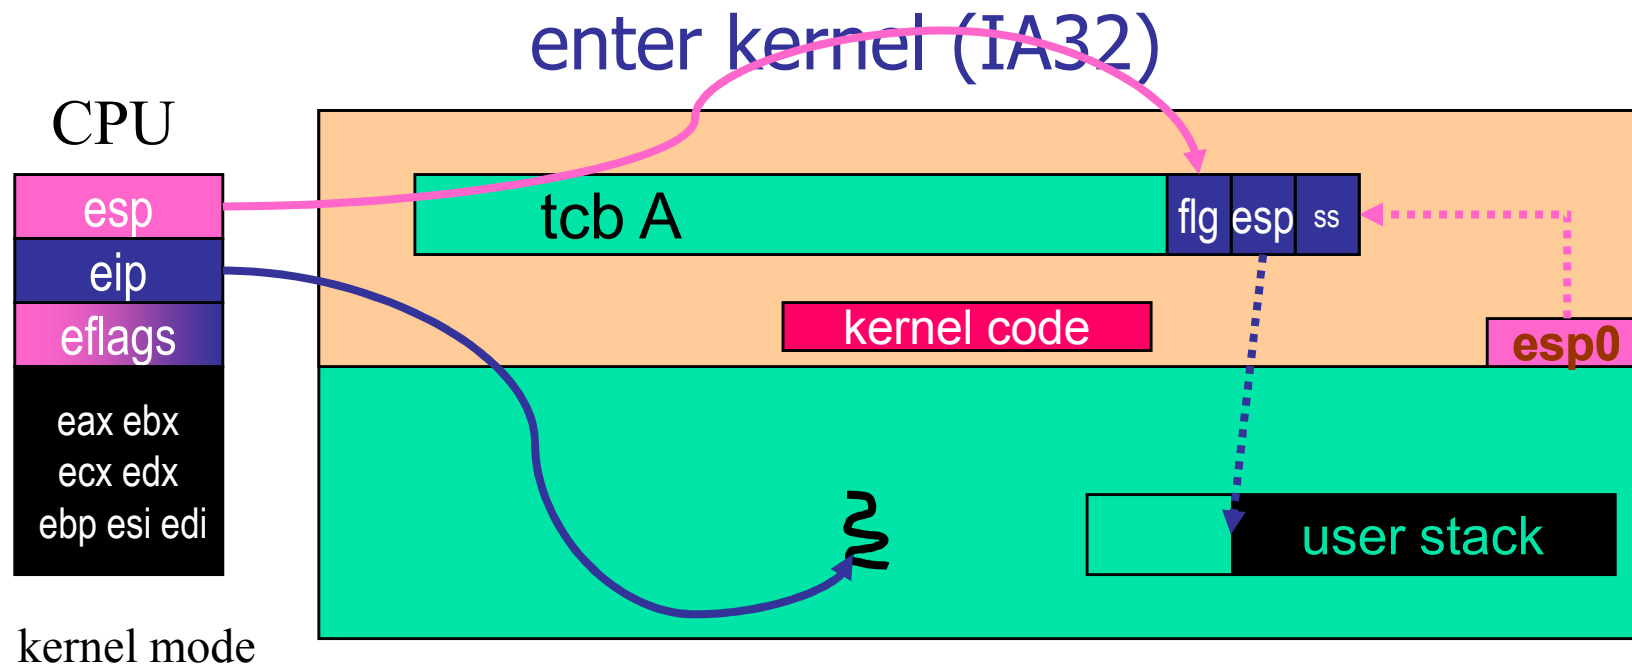 enter kernel (IA32)
CPU
esp
eip
eflags
eax ebx
ecx edx
ebp esi edi
kernel mode
tcb A
flg esp ss
kernel code
esp0
user stack